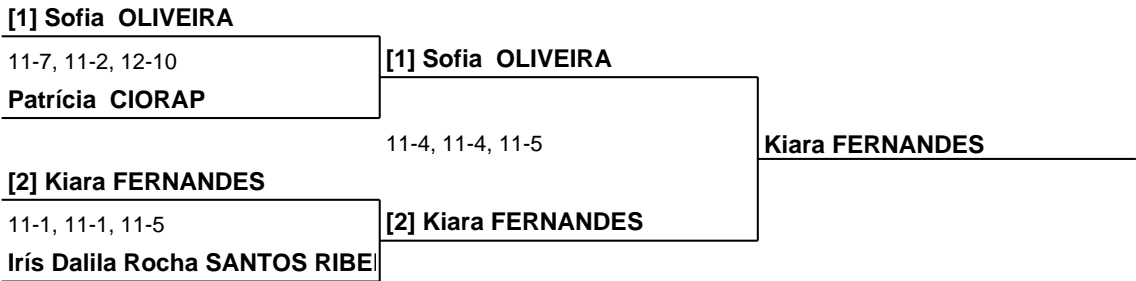 [1] Sofia OLIVEIRA
11-7, 11-2, 12-10
[1] Sofia OLIVEIRA
Patrícia CIORAP
11-4, 11-4, 11-5
Kiara FERNANDES
[2] Kiara FERNANDES
11-1, 11-1, 11-5
[2] Kiara FERNANDES
Irís Dalila Rocha SANTOS